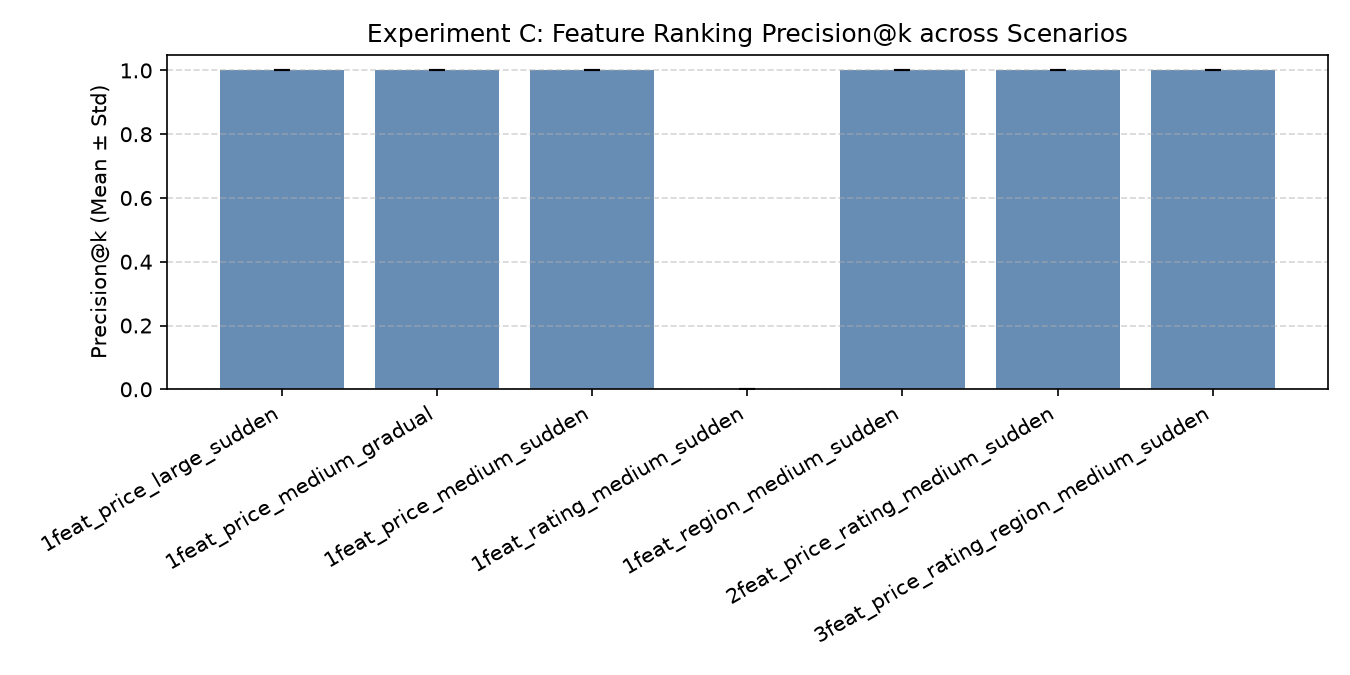 Experiment C: Feature Ranking Precision@k across Scenarios
Precision@k (Mean ± Std)
1.0
0.8
0.6
0.4
0.2
0.0
1feat_price_large_sudden
1feat_price_medium_gradual
1feat_price_medium_sudden
1feat_rating_medium_sudden
1feat_region_medium_sudden
2feat_price_rating_medium_sudden
3feat_price_rating_region_medium_sudden